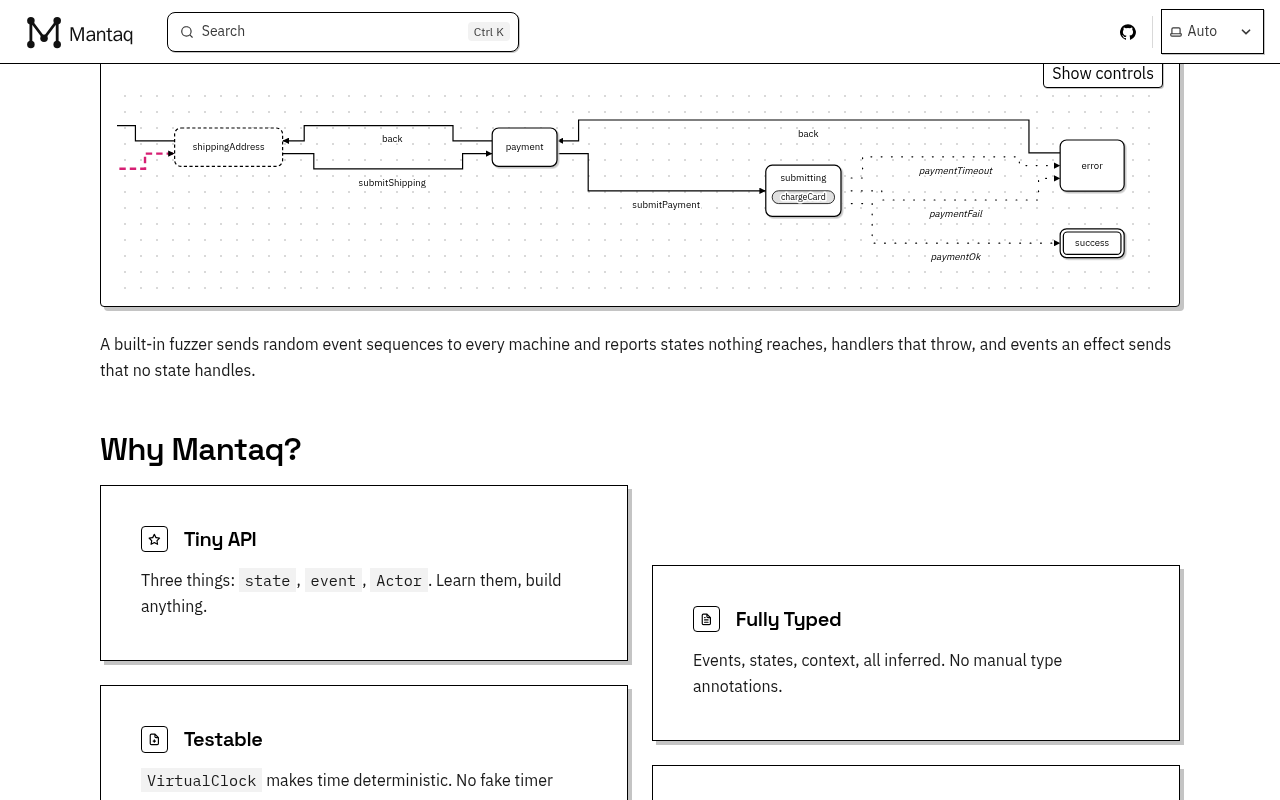 Mantaq
Search
Ctrl K
Auto
Show controls
shippingAddress
back
submitShipping
payment
back
submitPayment
submitting
chargeCard
paymentTimeout
paymentFail
paymentOk
error
success
A built-in fuzzer sends random event sequences to every machine and reports states nothing reaches, handlers that throw, and events an effect sends
that no state handles.
Why Mantaq?
Tiny API
Three things: state, event, Actor. Learn them, build
anything.
Fully Typed
Events, states, context, all inferred. No manual type
annotations.
Testable
VirtualClock makes time deterministic. No fake timer